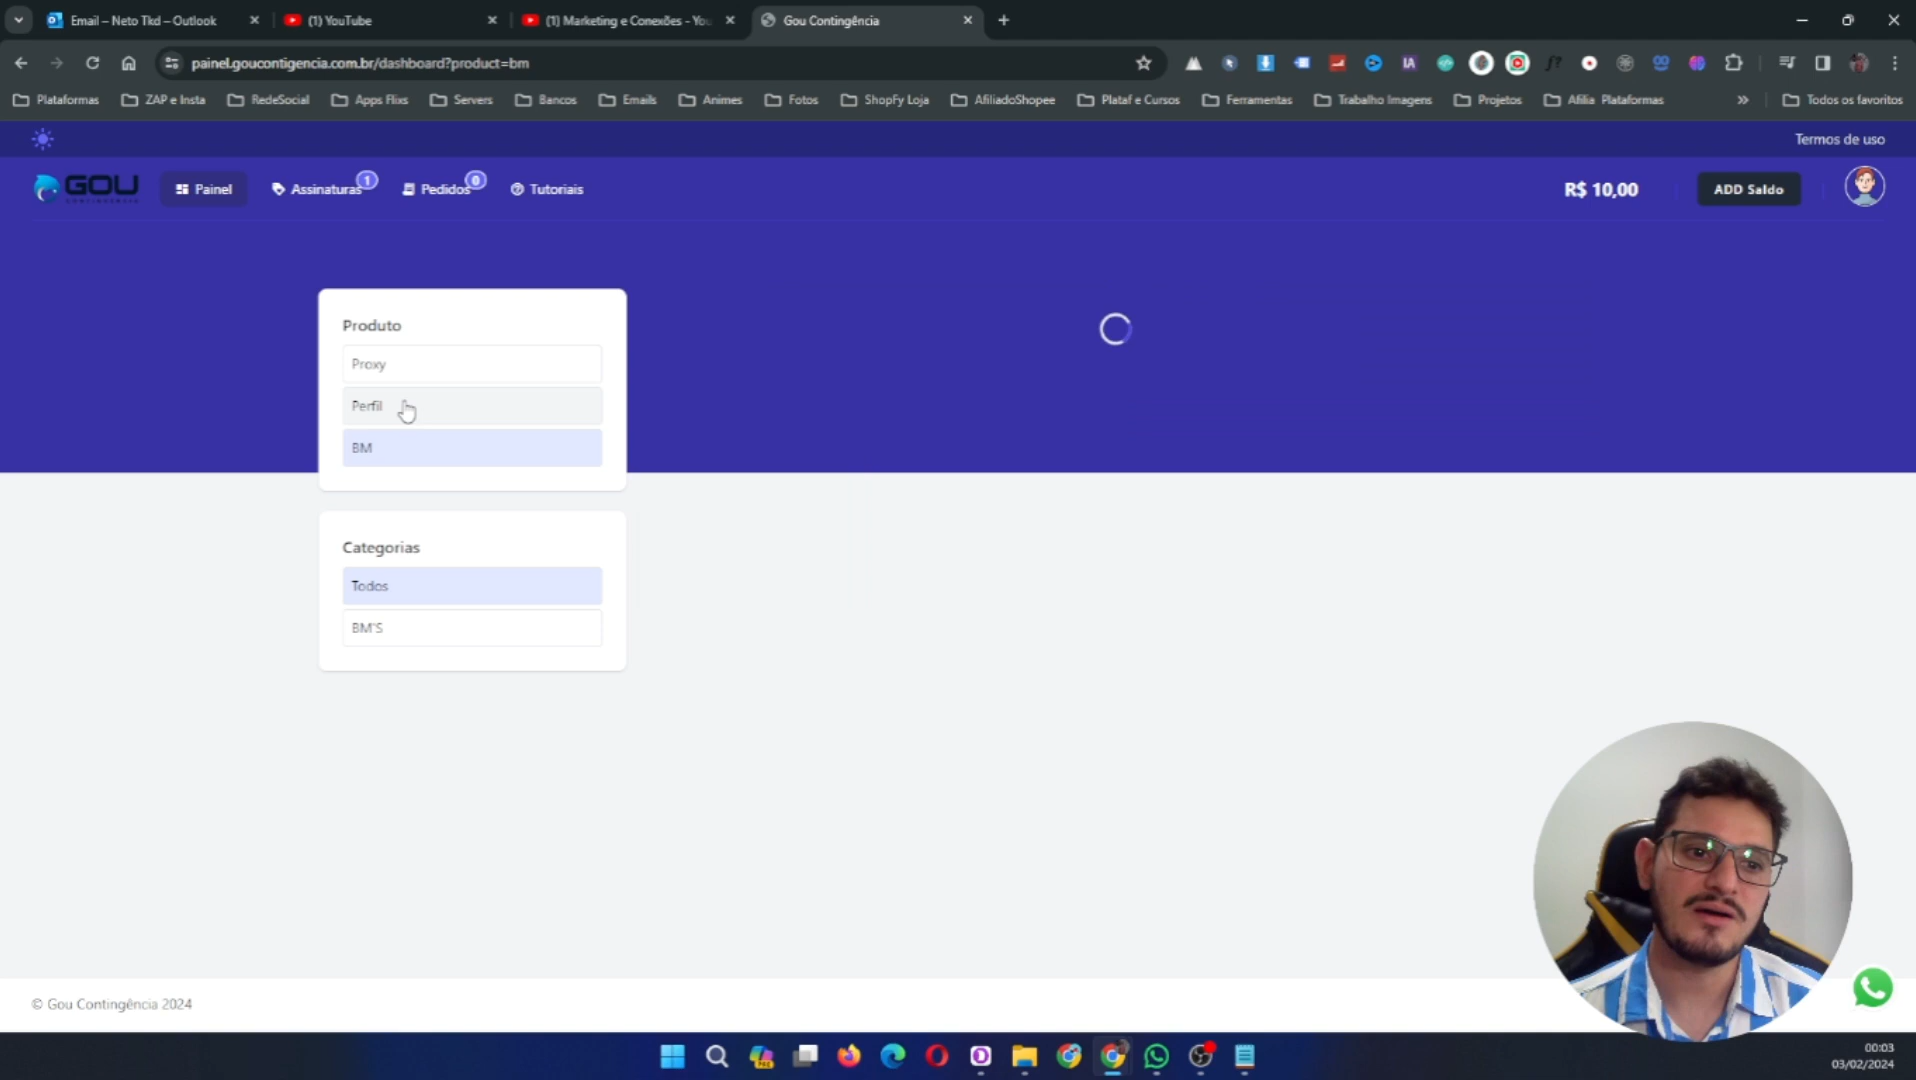 Email – Neto Tkd – Outlook
(1) YouTube
(1) Marketing e Conexões - You
Gou Contingência
painel.goucontigencia.com.br/dashboard?product=bm
Plataformas
ZAP e Insta
RedeSocial
Apps Flixs
Servers
Bancos
Emails
Animes
Fotos
ShopFy Loja
AfiliadoShopee
Plataf e Cursos
Ferramentas
Trabalho Imagens
Projetos
Afilia Plataformas
Todos os favoritos
Termos de uso
GOU
CONTINGÊNCIA
Painel
Assinaturas 1
Pedidos 0
Tutoriais
R$ 10,00
ADD Saldo
Produto
Proxy
Perfil
BM
Categorias
Todos
BM'S
© Gou Contingência 2024
00:03
03/02/2024